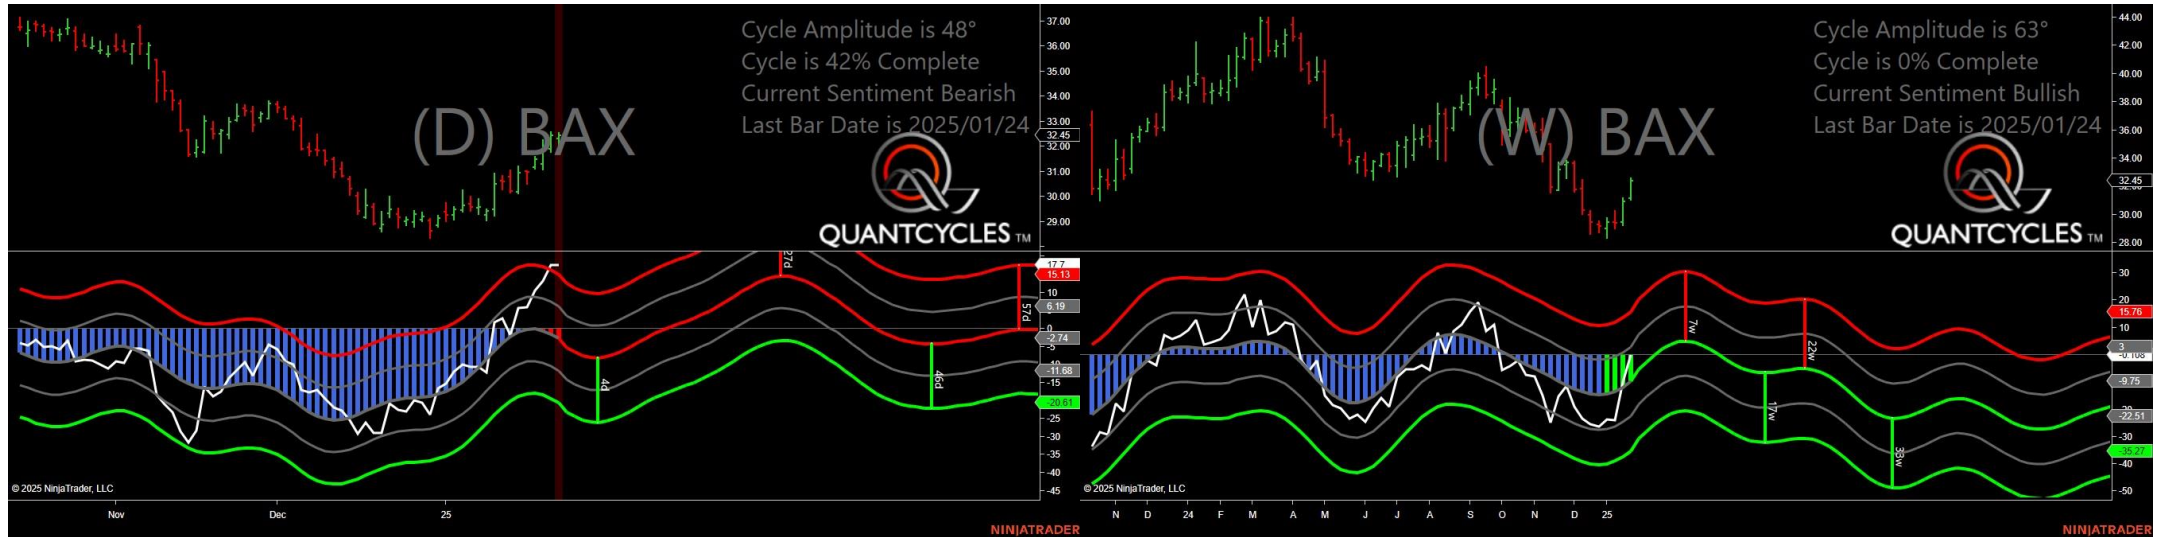 Cycle Amplitude is 48°
Cycle is 42% Complete
Current Sentiment Bearish
Last Bar Date is 2025/01/24
(D) BAX
QUANTCYCLES TM
37.00
36.00
35.00
34.00
33.00
32.45
32.00
31.00
30.00
29.00
27d
57d
4d
46d
17.7
15.13
10
6.19
0
-2.74
-5
-10
-11.68
-15
-20.61
-25
-30
-35
-40
-45
© 2025 NinjaTrader, LLC
Nov
Dec
25
NINJATRADER
Cycle Amplitude is 63°
Cycle is 0% Complete
Current Sentiment Bullish
Last Bar Date is 2025/01/24
(W) BAX
QUANTCYCLES TM
44.00
42.00
40.00
38.00
36.00
34.00
32.45
32.00
30.00
28.00
7w
22w
17w
30
20
15.76
10
3
-0.108
-9.75
-22.51
-30
-35.27
-40
-50
© 2025 NinjaTrader, LLC
N D 24 F M A M J J A S O N D 25
NINJATRADER